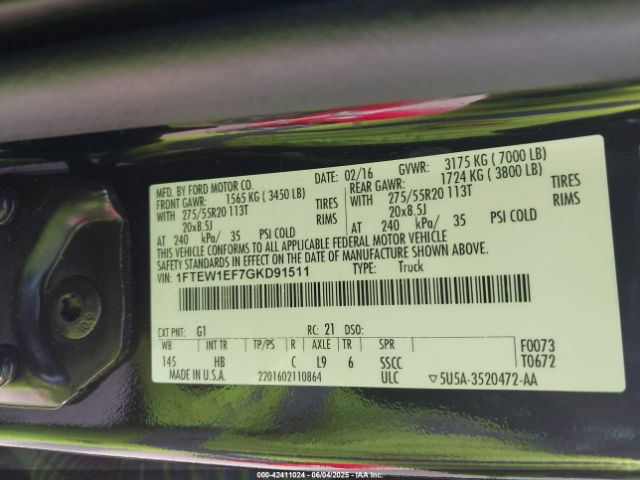 MFD. BY FORD MOTOR CO.
DATE: 02/16 GVWR: 3175 KG ( 7000 LB)
FRONT GAWR: 1565 KG ( 3450 LB) REAR GAWR: 1724 KG ( 3800 LB)
WITH 275/55R20 113T TIRES WITH 275/55R20 113T TIRES
20x8.5J RIMS 20x8.5J RIMS
AT 240 kPa/ 35 PSI COLD AT 240 kPa/ 35 PSI COLD
THIS VEHICLE CONFORMS TO ALL APPLICABLE FEDERAL MOTOR VEHICLE
SAFETY STANDARDS IN EFFECT ON THE DATE OF MANUFACTURE SHOWN ABOVE.
VIN: 1FTEW1EF7GKD91511 TYPE: Truck
EXT PNT: G1 RC: 21 DSO:
WB INT TR TP/PS R AXLE TR SPR F0073
145 HB C L9 6 SSCC T0672
MADE IN U.S.A. 2201602110864 ULC ▽5U5A-3520472-AA
000-42411024 - 06/04/2025 - IAAI.COM